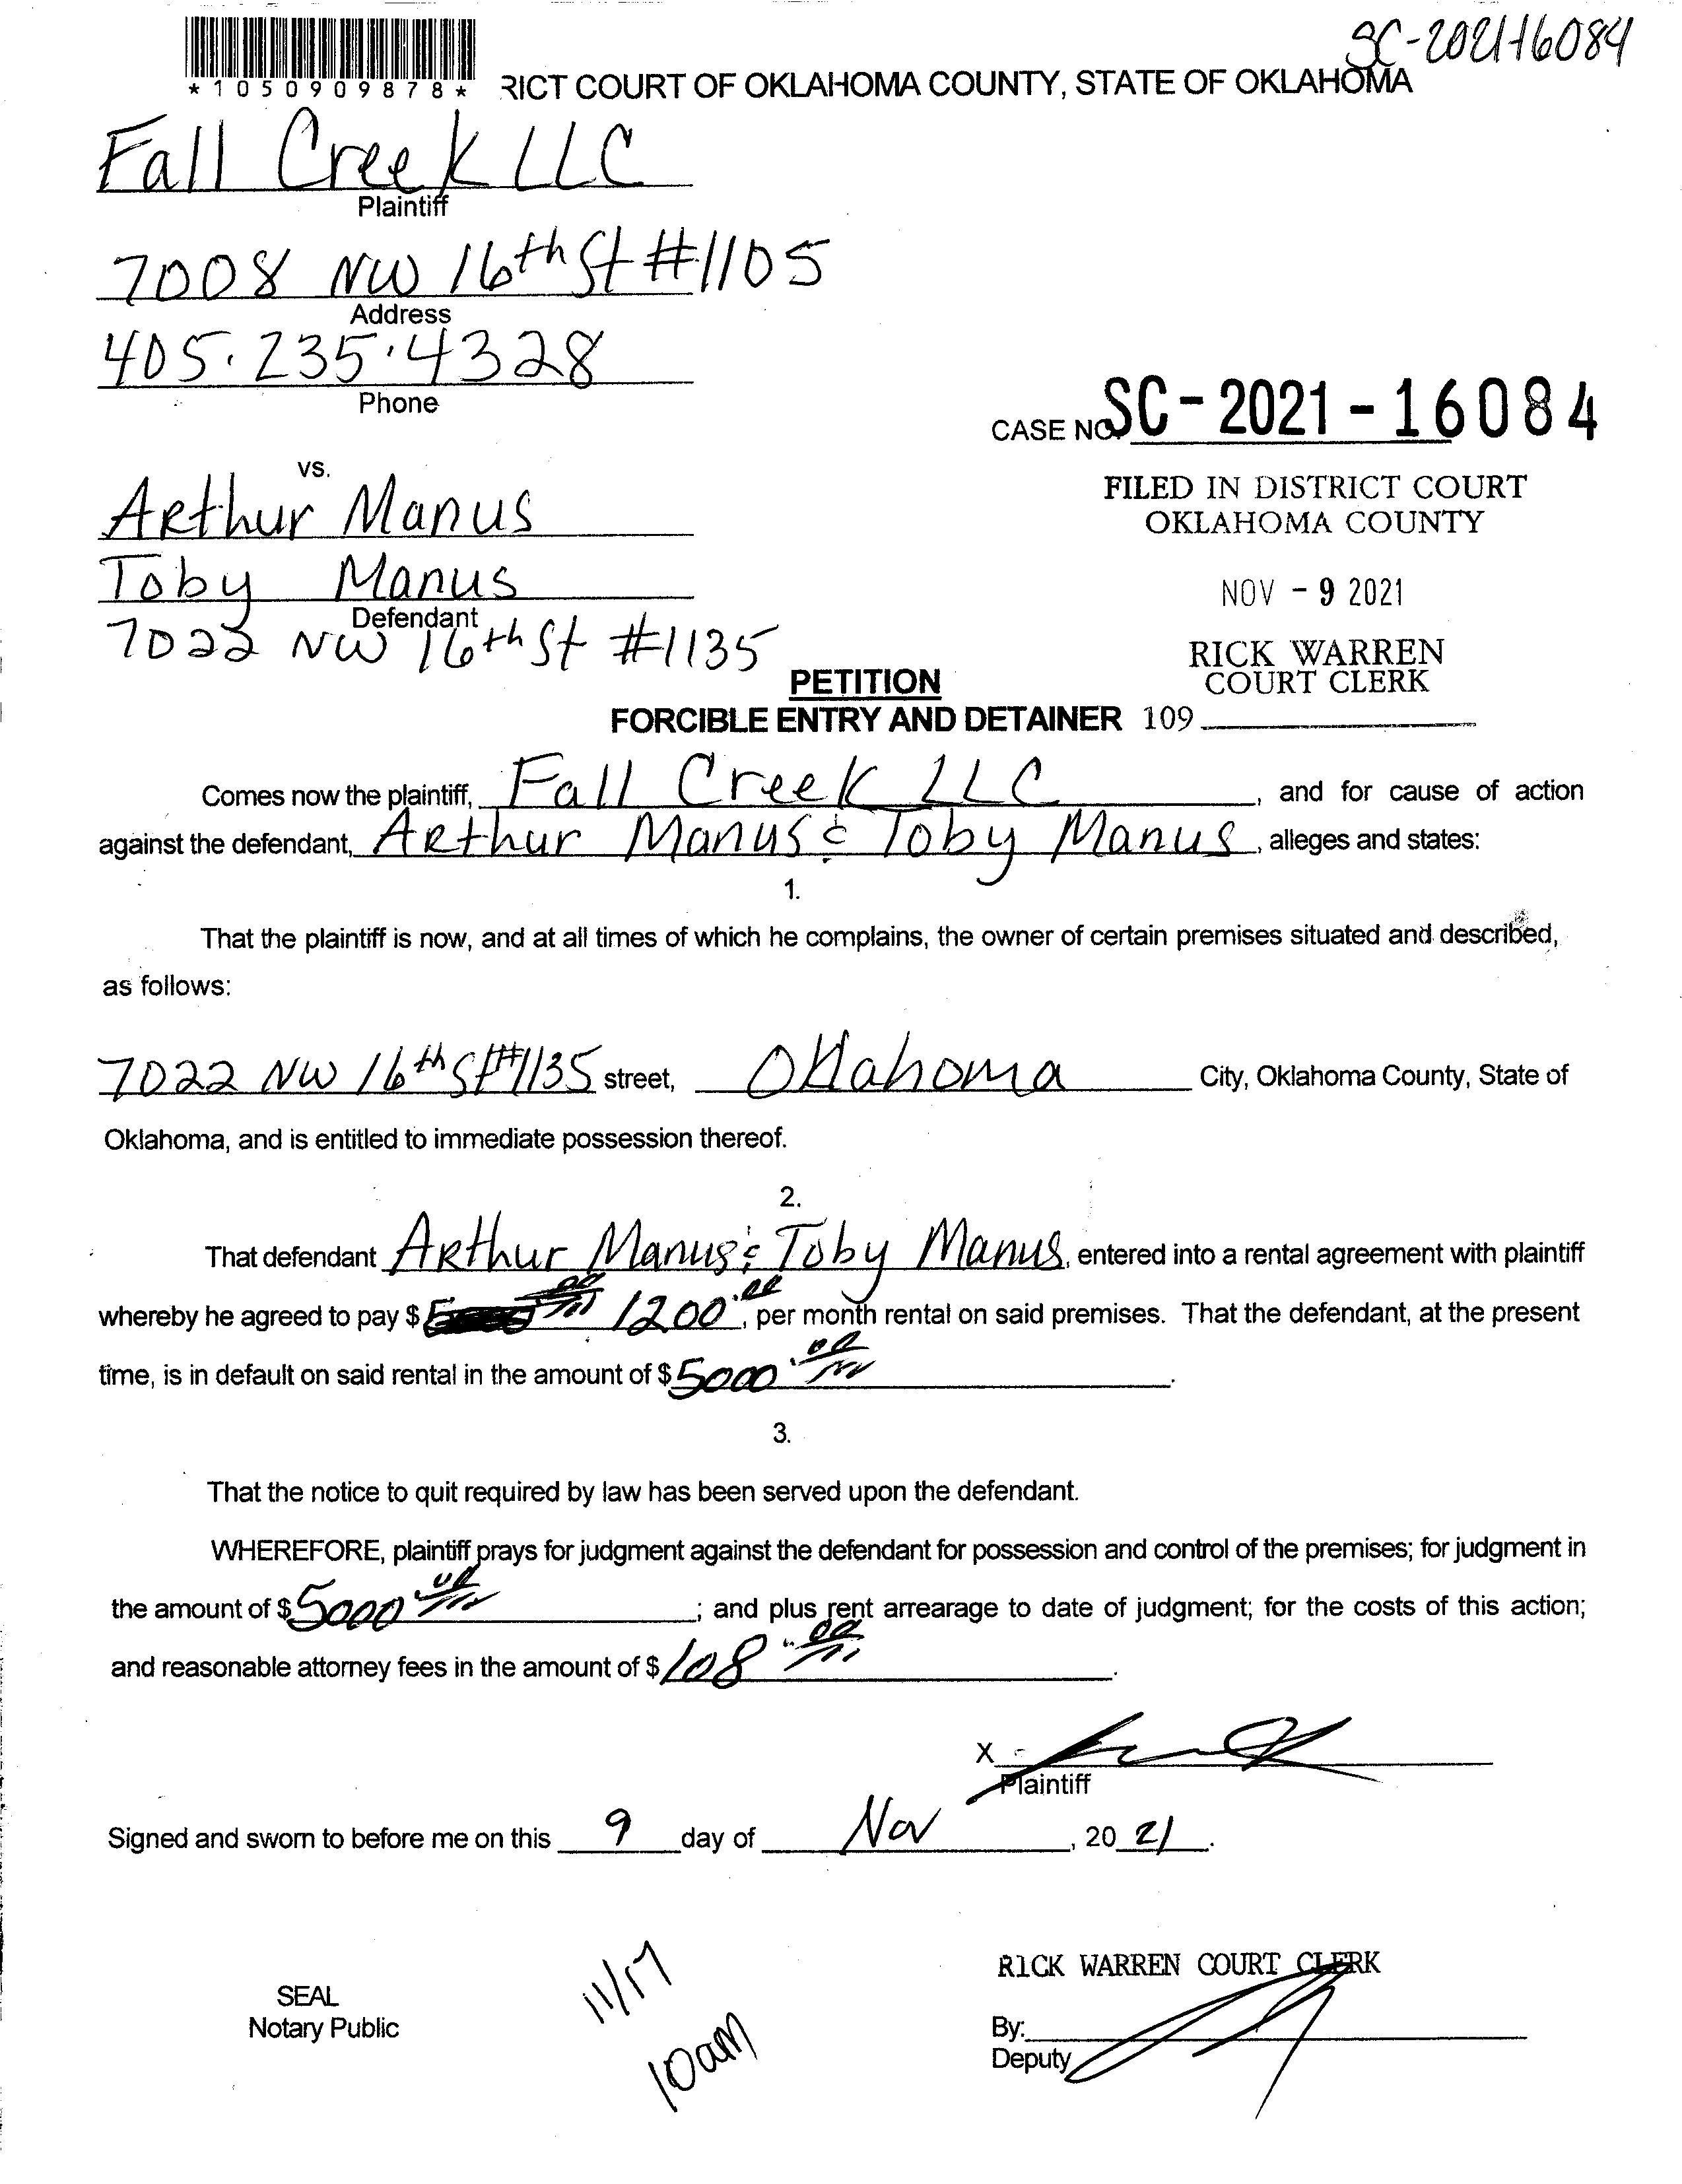 SC-2021-16084
*1050909878*
RICT COURT OF OKLAHOMA COUNTY, STATE OF OKLAHOMA
Fall Creek LLC
Plaintiff
7008 NW 16th St #1105
Address
405.235.4328
Phone
CASE NO. SC-2021-16084
vs.
FILED IN DISTRICT COURT
OKLAHOMA COUNTY
Arthur Manus
Toby Manus
NOV - 9 2021
Defendant
7022 NW 16th St #1135
RICK WARREN
COURT CLERK
PETITION
FORCIBLE ENTRY AND DETAINER 109
Comes now the plaintiff, Fall Creek LLC, and for cause of action
against the defendant, Arthur Manus & Toby Manus, alleges and states:
1.
That the plaintiff is now, and at all times of which he complains, the owner of certain premises situated and described,
as follows:
7022 NW 16th St #1135 street, Oklahoma City, Oklahoma County, State of
Oklahoma, and is entitled to immediate possession thereof.
2.
That defendant Arthur Manus & Toby Manus, entered into a rental agreement with plaintiff
whereby he agreed to pay $ 1200.00, per month rental on said premises. That the defendant, at the present
time, is in default on said rental in the amount of $5000.00.
3.
That the notice to quit required by law has been served upon the defendant.
WHEREFORE, plaintiff prays for judgment against the defendant for possession and control of the premises; for judgment in
the amount of $5000.00; and plus rent arrearage to date of judgment; for the costs of this action;
and reasonable attorney fees in the amount of $108.00.
X
Plaintiff
Signed and sworn to before me on this 9 day of Nov, 2021.
RICK WARREN COURT CLERK
SEAL
Notary Public
11/17
10am
By:
Deputy